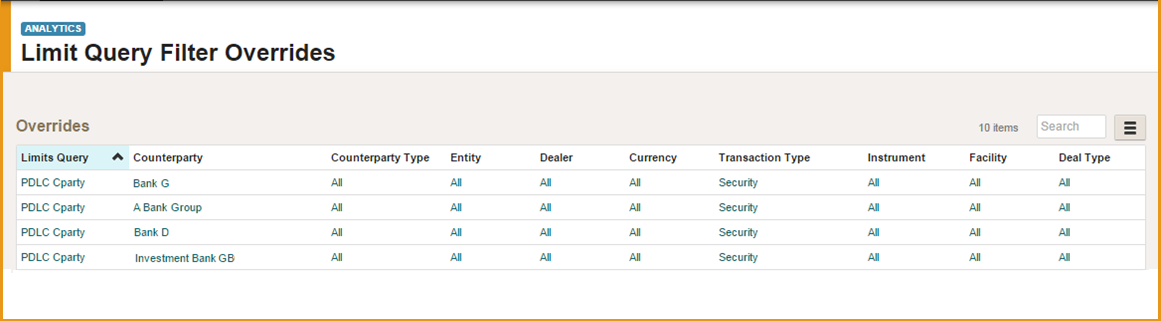 ANALYTICS
Limit Query Filter Overrides
Overrides 10 items Search
Limits Query Counterparty Counterparty Type Entity Dealer Currency Transaction Type Instrument Facility Deal Type
PDLC Cparty Bank G All All All All Security All All All
PDLC Cparty A Bank Group All All All All Security All All All
PDLC Cparty Bank D All All All All Security All All All
PDLC Cparty Investment Bank GB All All All All Security All All All